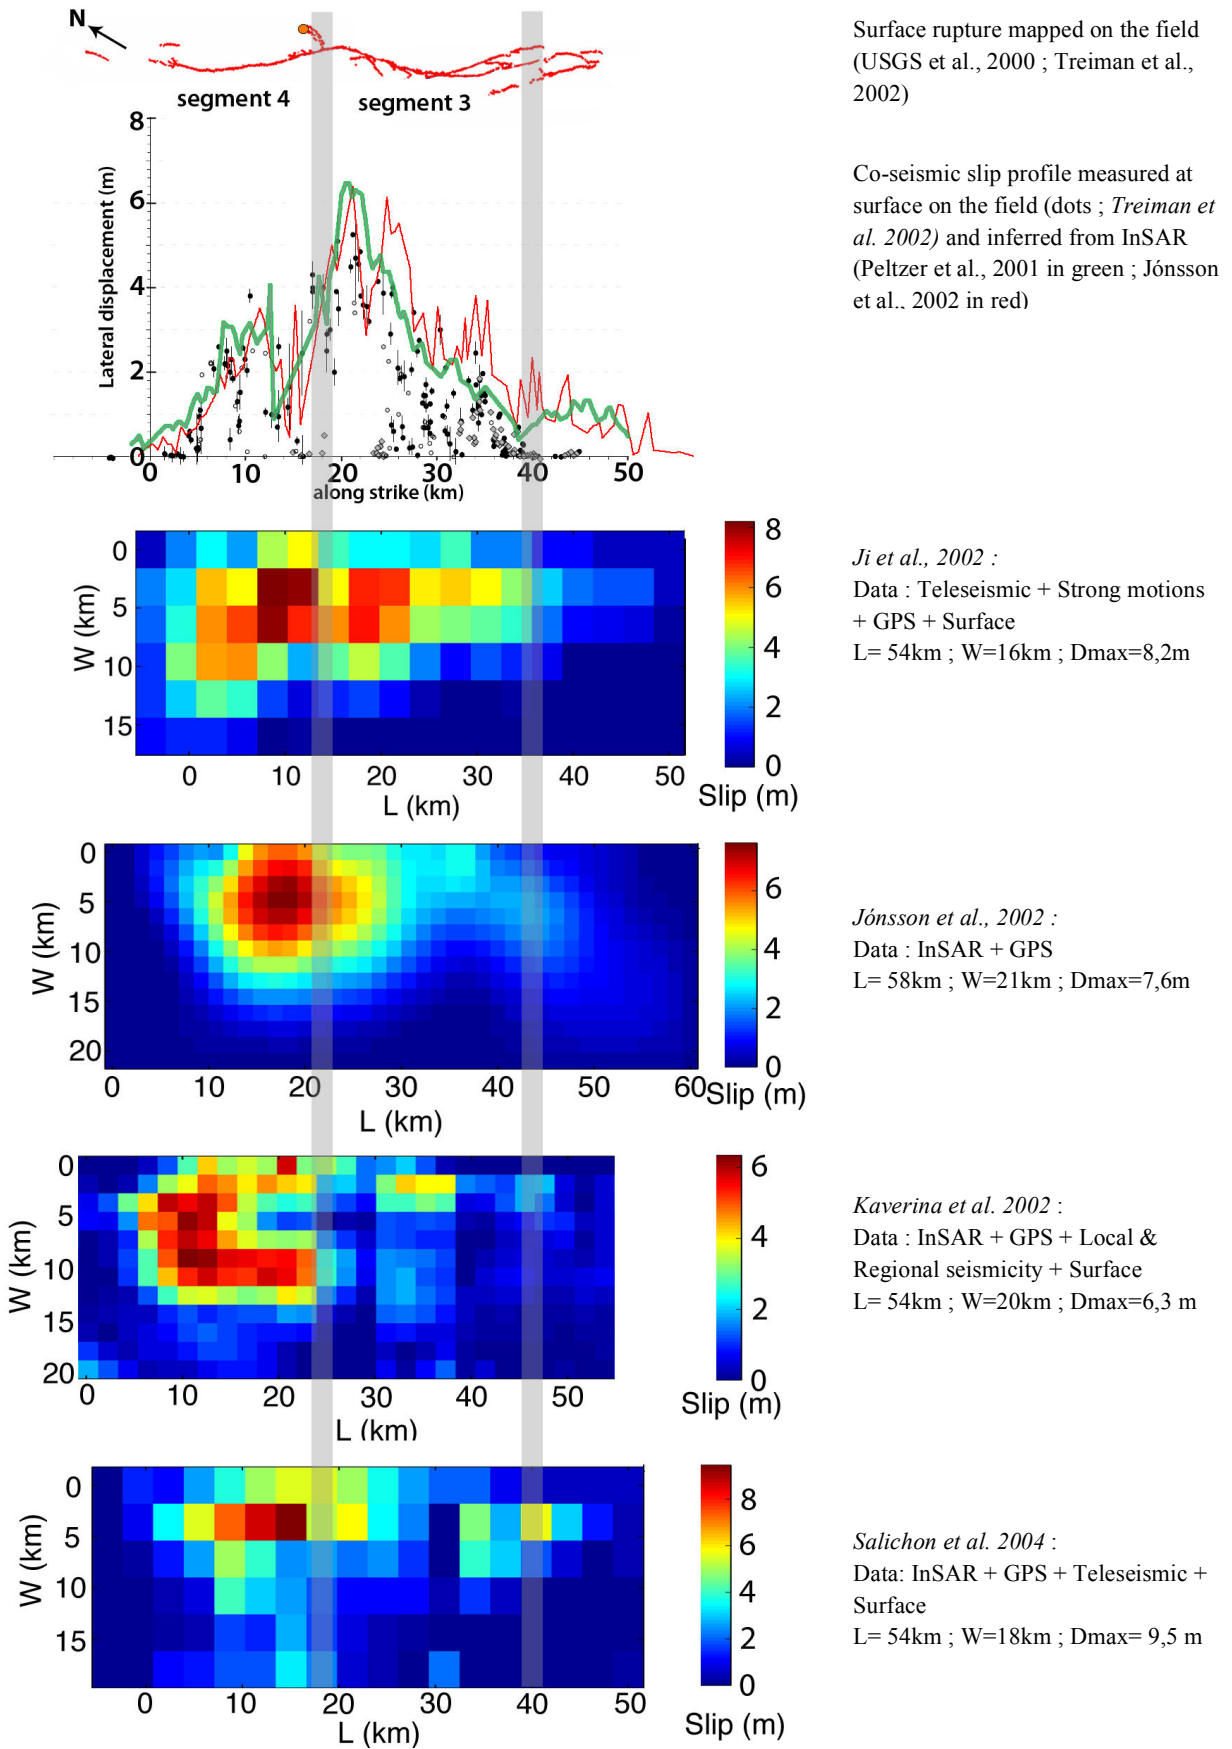 N
segment 4
segment 3
Surface rupture mapped on the field
(USGS et al., 2000 ; Treiman et al.,
2002)
8
6
4
2
0
Lateral displacement (m)
0 10 20 30 40 50
along strike (km)
Co-seismic slip profile measured at
surface on the field (dots ; Treiman et
al. 2002) and inferred from InSAR
(Peltzer et al., 2001 in green ; Jónsson
et al., 2002 in red)
0
5
10
15
W (km)
0 10 20 30 40 50
L (km)
8
6
4
2
0
Slip (m)
Ji et al., 2002 :
Data : Teleseismic + Strong motions
+ GPS + Surface
L= 54km ; W=16km ; Dmax=8,2m
0
5
10
15
20
W (km)
0 10 20 30 40 50 60
L (km)
6
4
2
0
Slip (m)
Jónsson et al., 2002 :
Data : InSAR + GPS
L= 58km ; W=21km ; Dmax=7,6m
0
5
10
15
20
W (km)
0 10 20 30 40 50
L (km)
6
4
2
0
Slip (m)
Kaverina et al. 2002 :
Data : InSAR + GPS + Local &
Regional seismicity + Surface
L= 54km ; W=20km ; Dmax=6,3 m
0
5
10
15
W (km)
0 10 20 30 40 50
L (km)
8
6
4
2
0
Slip (m)
Salichon et al. 2004 :
Data: InSAR + GPS + Teleseismic +
Surface
L= 54km ; W=18km ; Dmax= 9,5 m